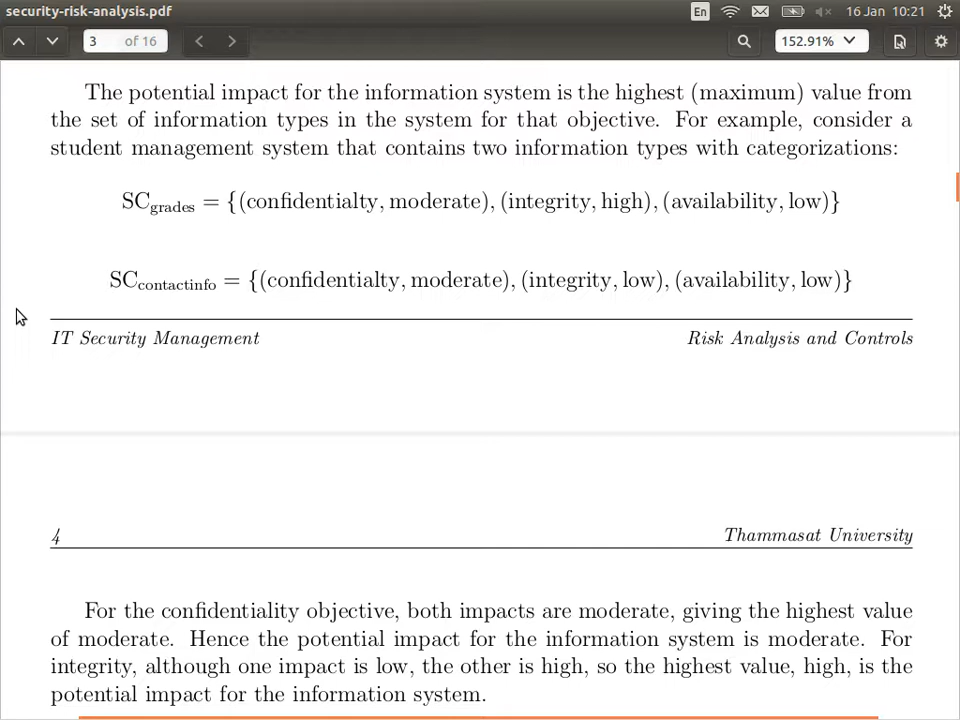 security-risk-analysis.pdf
En
16 Jan 10:21
3 of 16
152.91%
The potential impact for the information system is the highest (maximum) value from
the set of information types in the system for that objective. For example, consider a
student management system that contains two information types with categorizations:
SCgrades = {(confidentialty, moderate), (integrity, high), (availability, low)}
SCcontactinfo = {(confidentialty, moderate), (integrity, low), (availability, low)}
IT Security Management
Risk Analysis and Controls
4
Thammasat University
For the confidentiality objective, both impacts are moderate, giving the highest value
of moderate. Hence the potential impact for the information system is moderate. For
integrity, although one impact is low, the other is high, so the highest value, high, is the
potential impact for the information system.